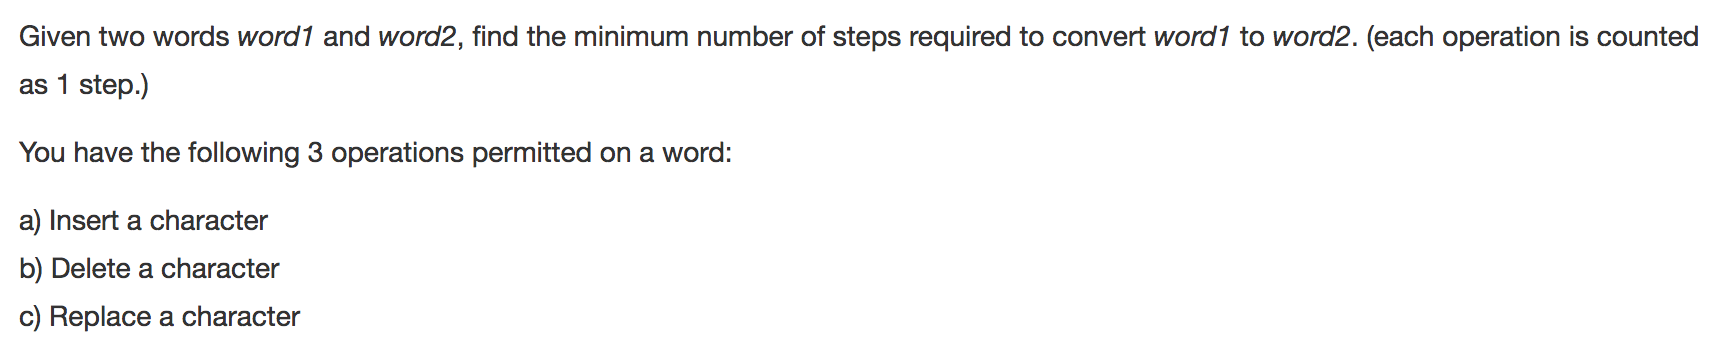 Given two words word1 and word2, find the minimum number of steps required to convert word1 to word2. (each operation is counted
as 1 step.)
You have the following 3 operations permitted on a word:
a) Insert a character
b) Delete a character
c) Replace a character